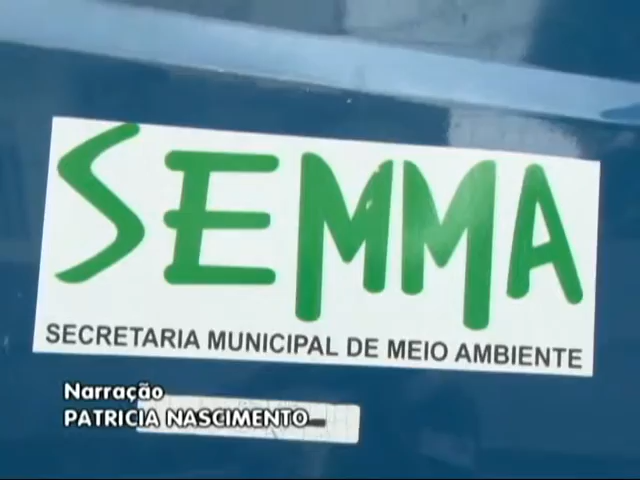 SEMMA
SECRETARIA MUNICIPAL DE MEIO AMBIENTE
Narração
PATRICIA NASCIMENTO